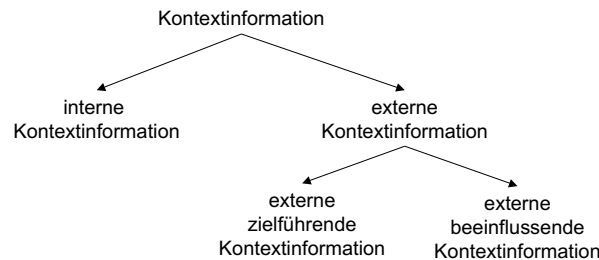 Kontextinformation
interne
Kontextinformation
externe
Kontextinformation
externe
zielführende
Kontextinformation
externe
beeinflussende
Kontextinformation